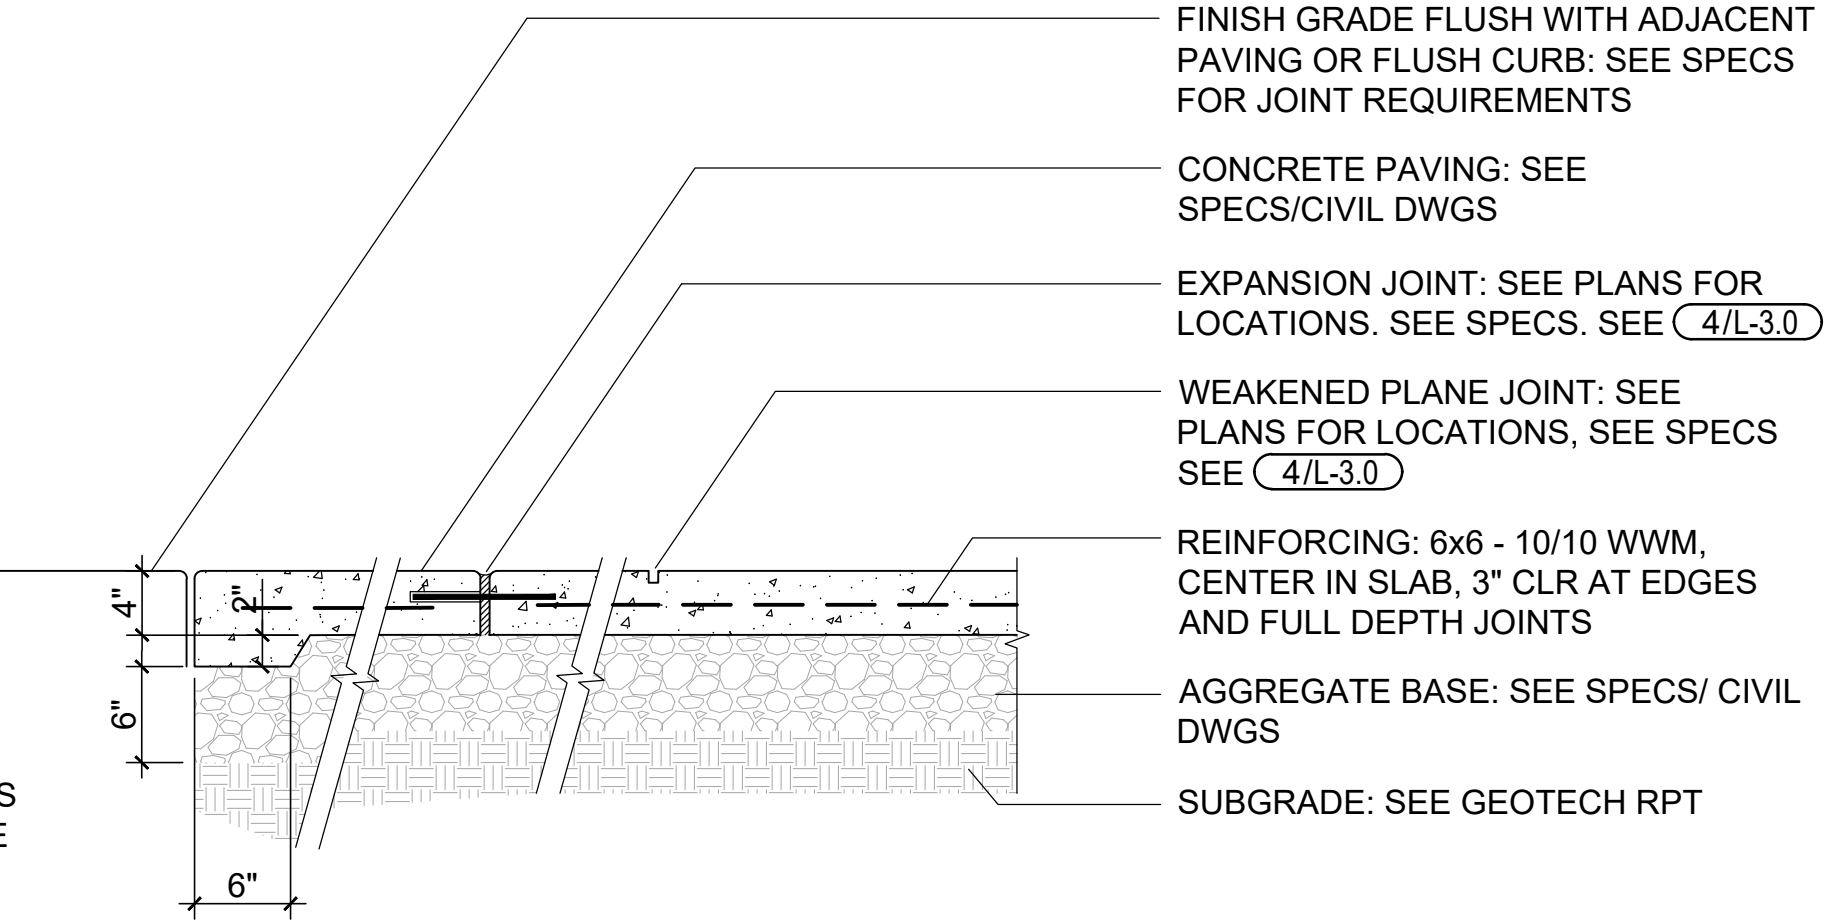 FINISH GRADE FLUSH WITH ADJACENT
PAVING OR FLUSH CURB: SEE SPECS
FOR JOINT REQUIREMENTS
CONCRETE PAVING: SEE
SPECS/CIVIL DWGS
EXPANSION JOINT: SEE PLANS FOR
LOCATIONS. SEE SPECS. SEE 4/L-3.0
WEAKENED PLANE JOINT: SEE
PLANS FOR LOCATIONS, SEE SPECS
SEE 4/L-3.0
REINFORCING: 6x6 - 10/10 WWM,
CENTER IN SLAB, 3" CLR AT EDGES
AND FULL DEPTH JOINTS
AGGREGATE BASE: SEE SPECS/ CIVIL
DWGS
SUBGRADE: SEE GEOTECH RPT
4"
2"
6"
6"
S
E